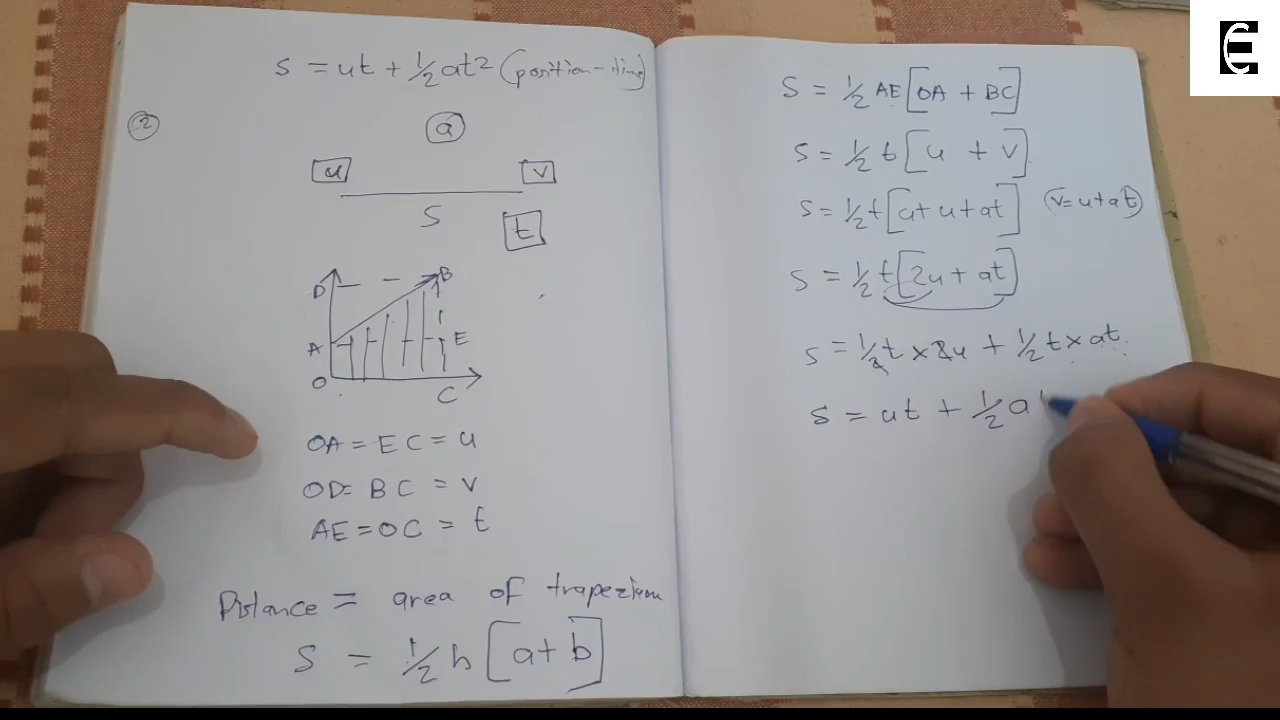 S = ut + 1/2 at2 (position-time)
2
a
u v
S
t
D B
A E
O C
OA = EC = u
OD = BC = v
AE = OC = t
Distance = area of trapezium
S = 1/2 h [a + b]
E
S = 1/2 AE [OA + BC]
S = 1/2 t [u + v]
S = 1/2 t [u + u + at] (v = u + at)
S = 1/2 t [2u + at]
S = 1/2 t × 2u + 1/2 t × at
S = ut + 1/2 a